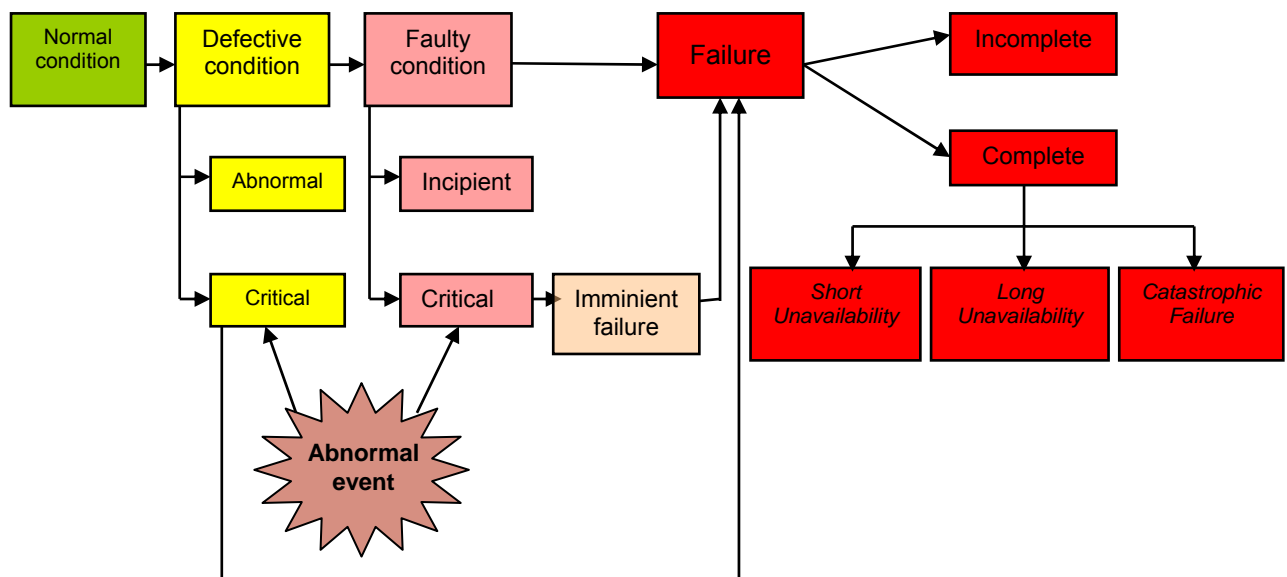 Normal
condition
Defective
condition
Faulty
condition
Failure
Incomplete
Complete
Abnormal
Incipient
Critical
Critical
Imminient
failure
Short
Unavailability
Long
Unavailability
Catastrophic
Failure
Abnormal
event